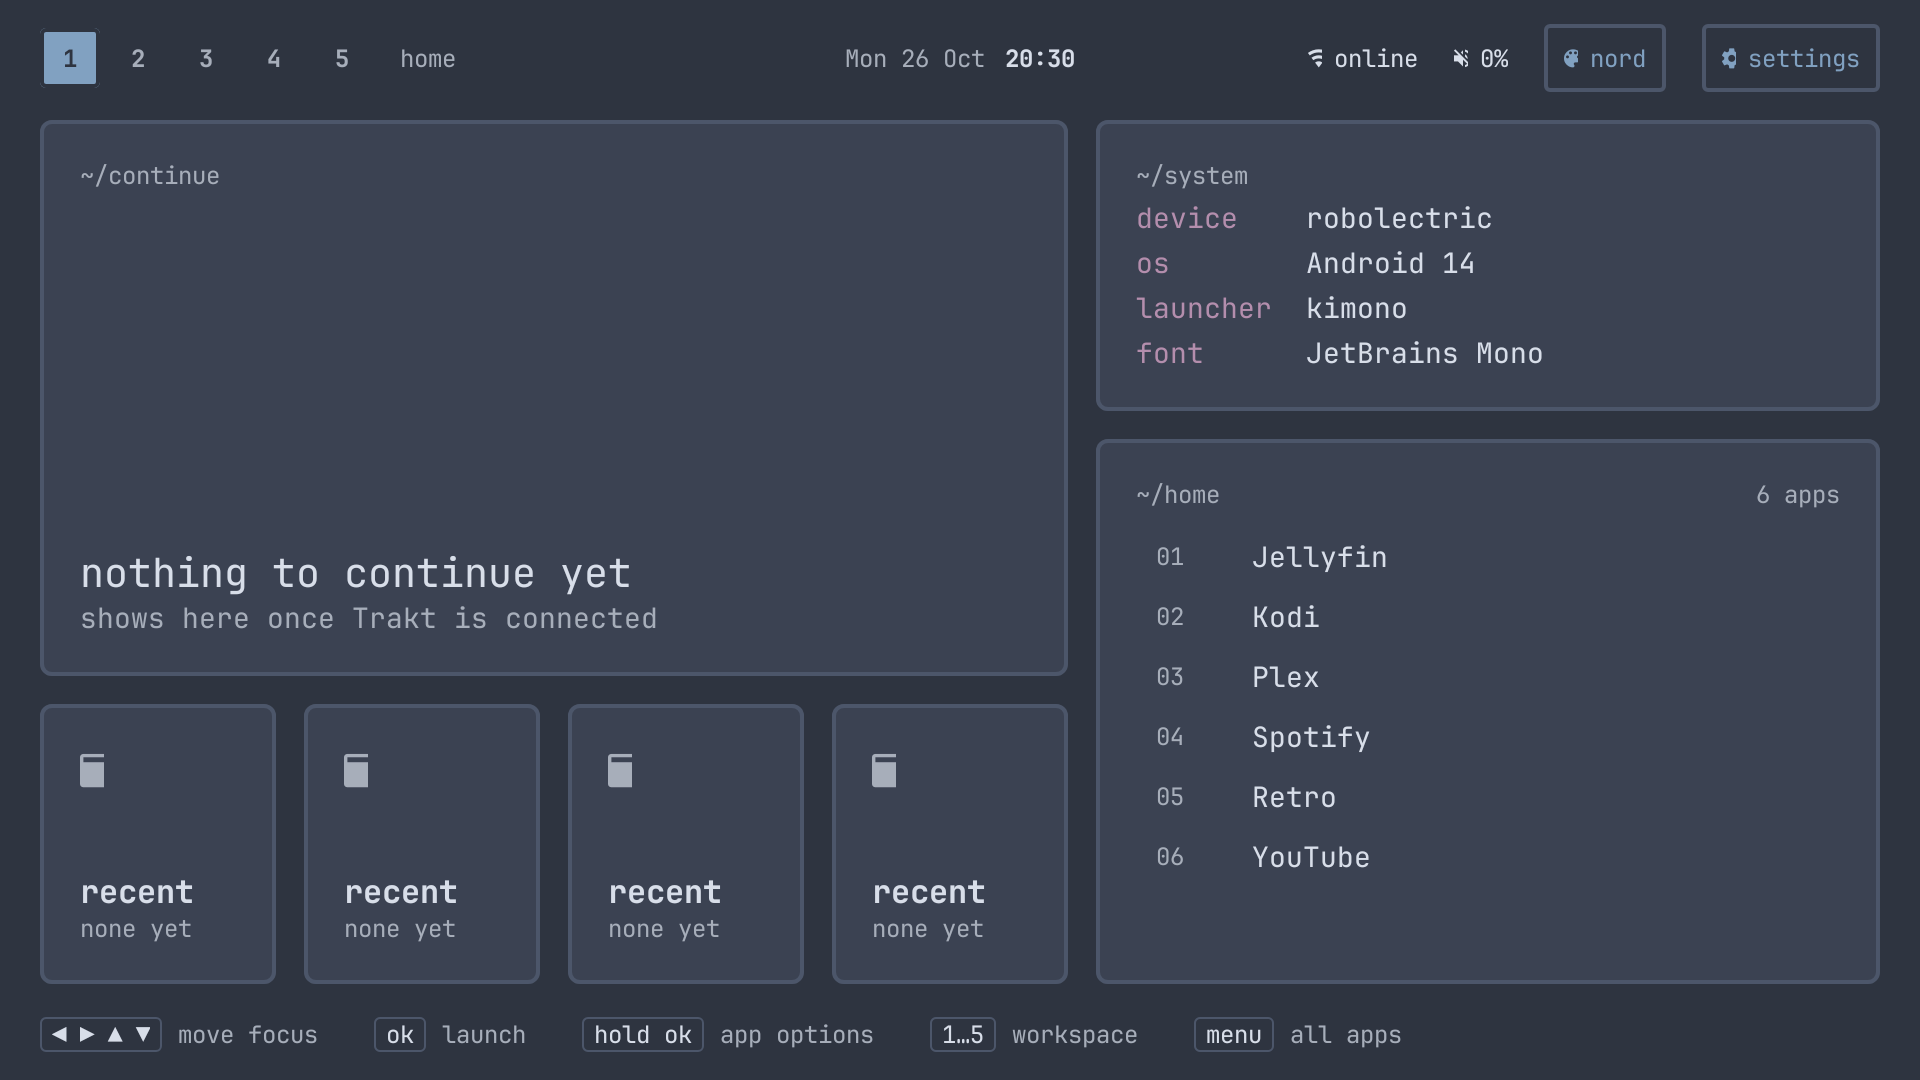 1 2 3 4 5 home
Mon 26 Oct 20:30
online 0% nord settings
~/continue
nothing to continue yet
shows here once Trakt is connected
recent
none yet
recent
none yet
recent
none yet
recent
none yet
~/system
device robolectric
os Android 14
launcher kimono
font JetBrains Mono
~/home 6 apps
01 Jellyfin
02 Kodi
03 Plex
04 Spotify
05 Retro
06 YouTube
◀ ▶ ▲ ▼ move focus ok launch hold ok app options 1…5 workspace menu all apps